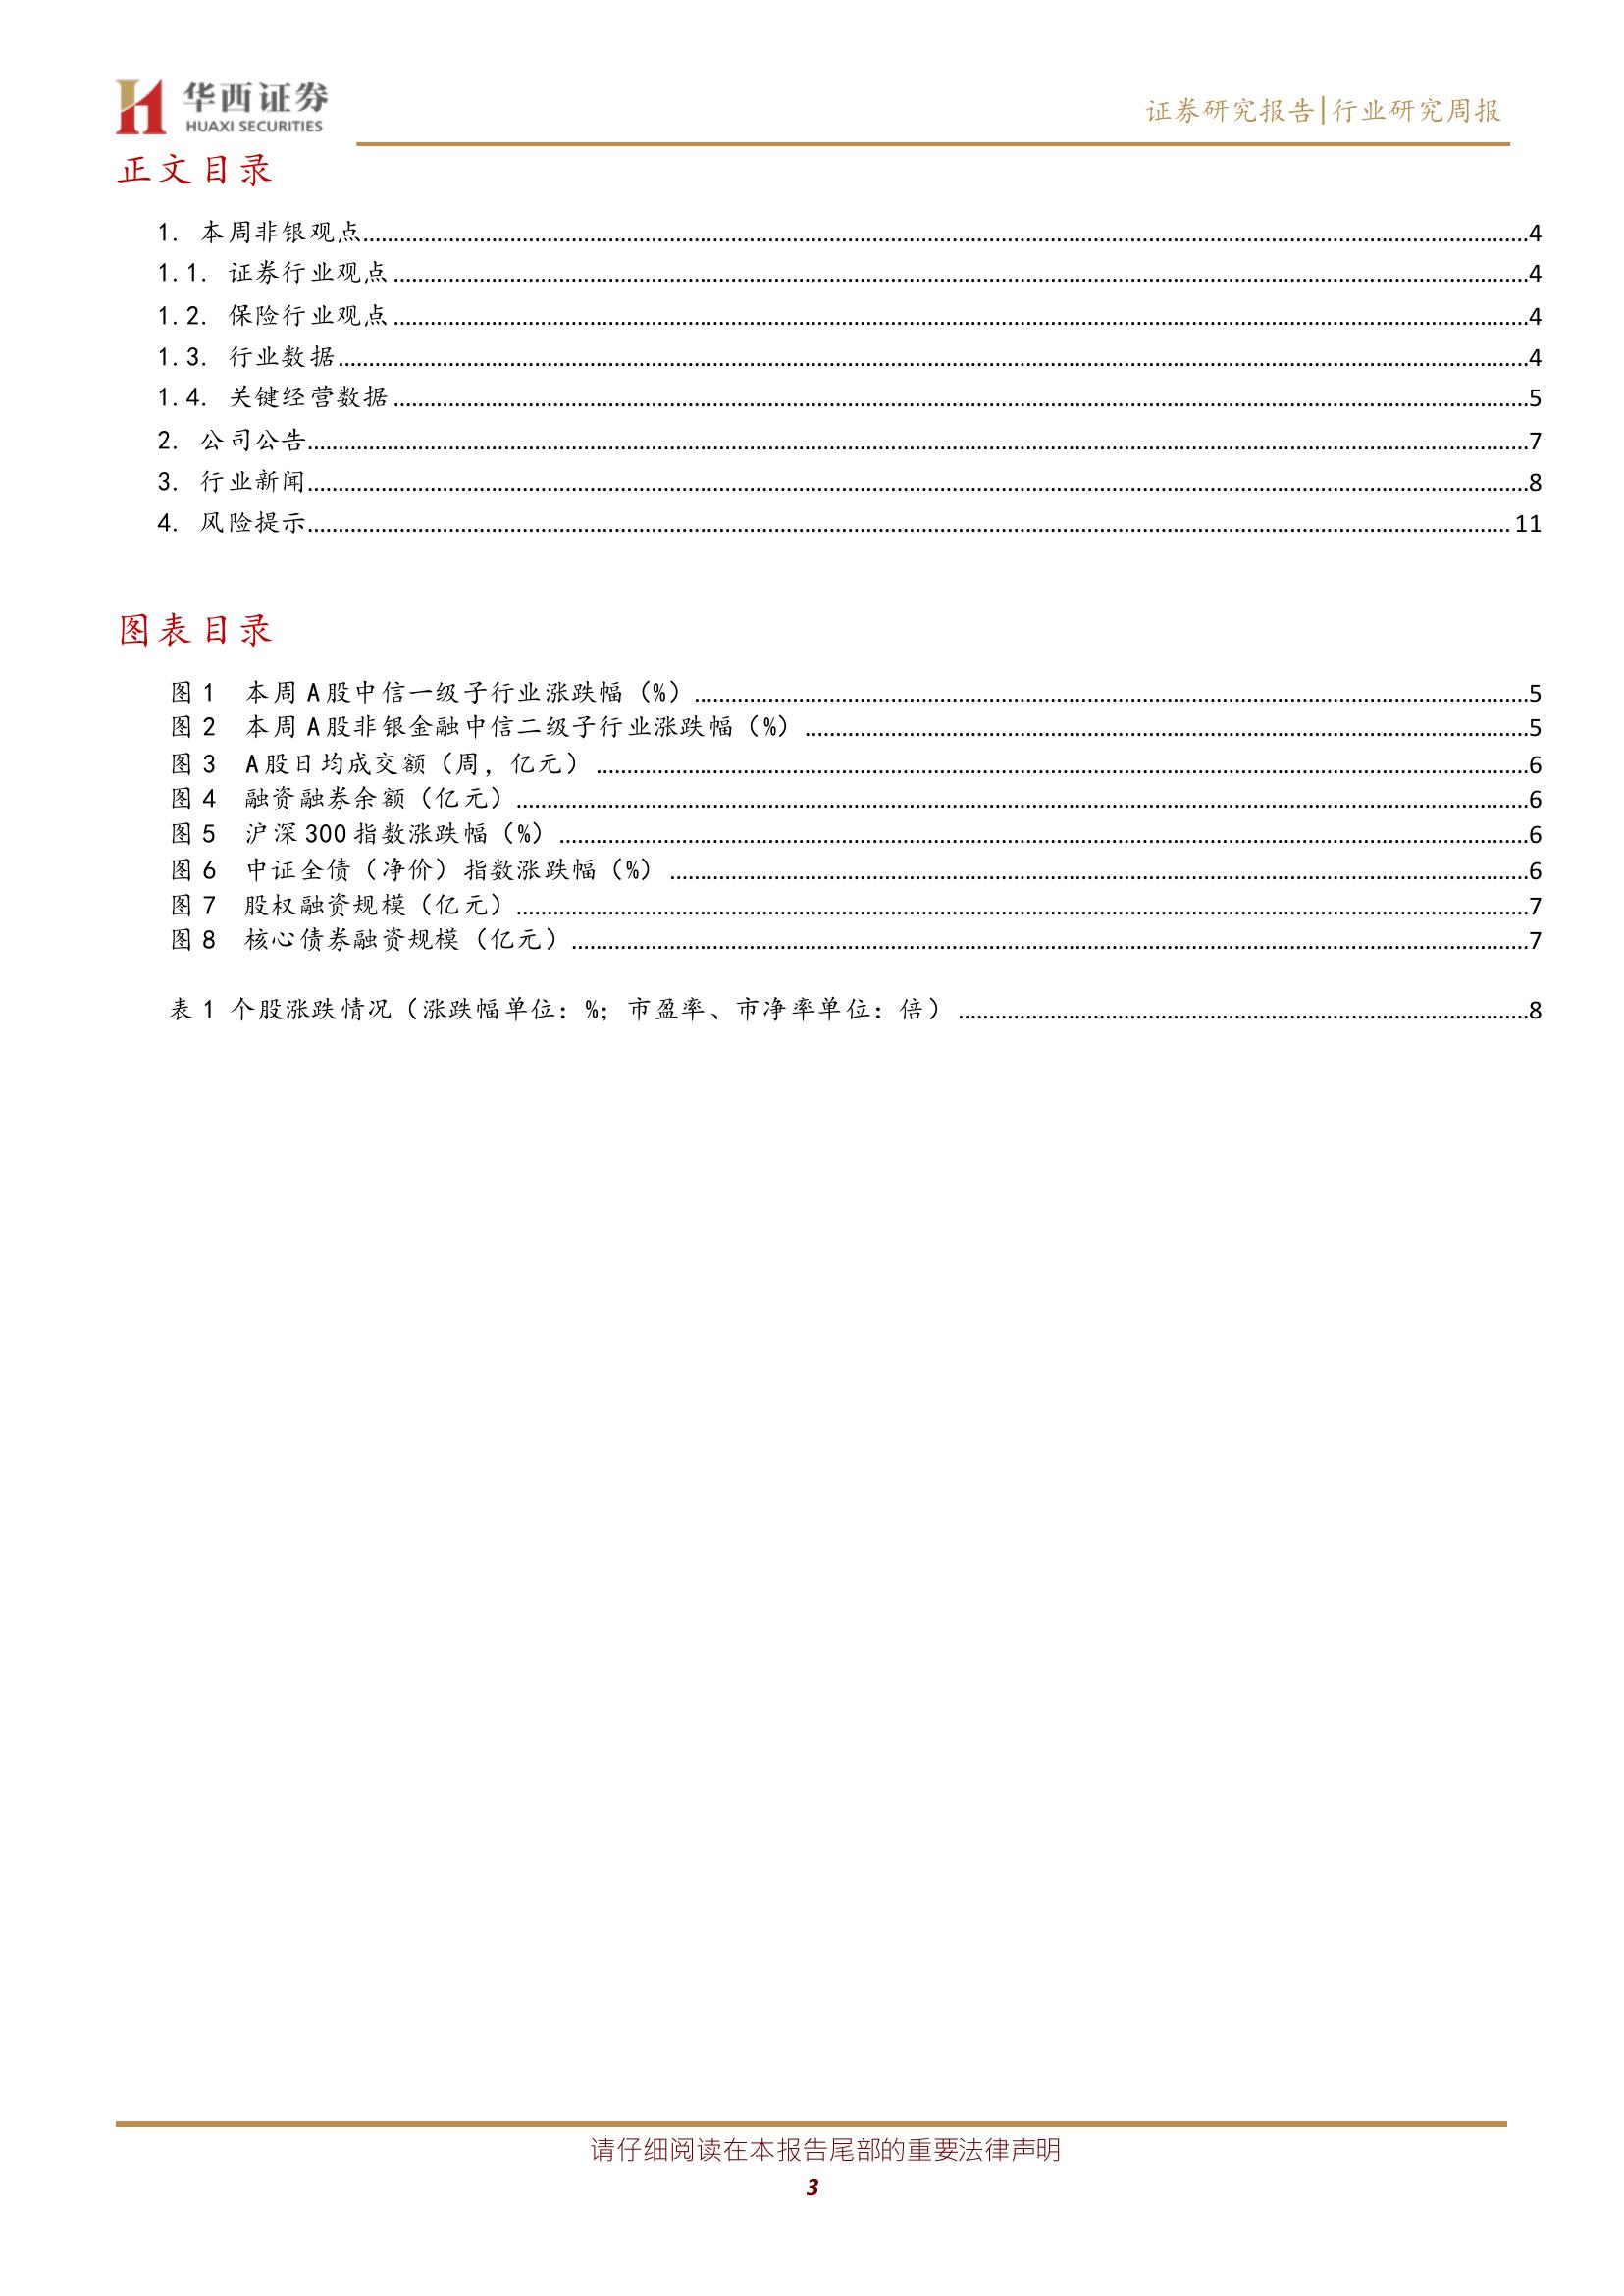 华西证券
HUAXI SECURITIES
证券研究报告|行业研究周报
正文目录
1. 本周非银观点........................4
1.1. 证券行业观点........................4
1.2. 保险行业观点........................4
1.3. 行业数据........................4
1.4. 关键经营数据........................5
2. 公司公告........................7
3. 行业新闻........................8
4. 风险提示........................11
图表目录
图 1 本周 A 股中信一级子行业涨跌幅（%）........................5
图 2 本周 A 股非银金融中信二级子行业涨跌幅（%）........................5
图 3 A 股日均成交额（周，亿元）........................6
图 4 融资融券余额（亿元）........................6
图 5 沪深 300 指数涨跌幅（%）........................6
图 6 中证全债（净价）指数涨跌幅（%）........................6
图 7 股权融资规模（亿元）........................7
图 8 核心债券融资规模（亿元）........................7
表 1 个股涨跌情况（涨跌幅单位：%；市盈率、市净率单位：倍）........................8
请仔细阅读在本报告尾部的重要法律声明
3